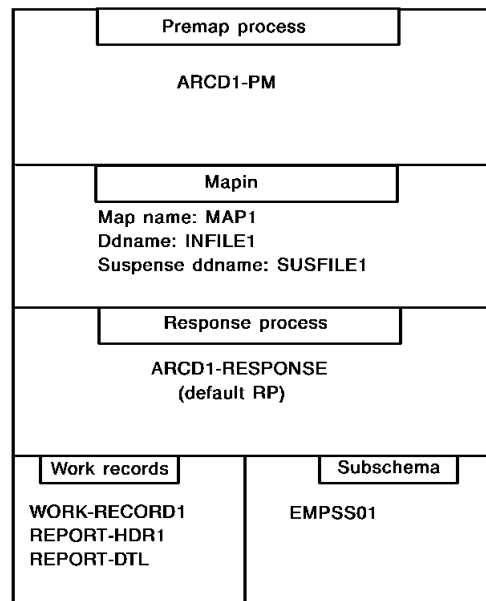 Premap process
ARCD1-PM
Mapin
Map name: MAP1
Ddname: INFILE1
Suspense ddname: SUSFILE1
Response process
ARCD1-RESPONSE
(default RP)
Work records
WORK-RECORD1
REPORT-HDR1
REPORT-DTL
Subschema
EMPSS01